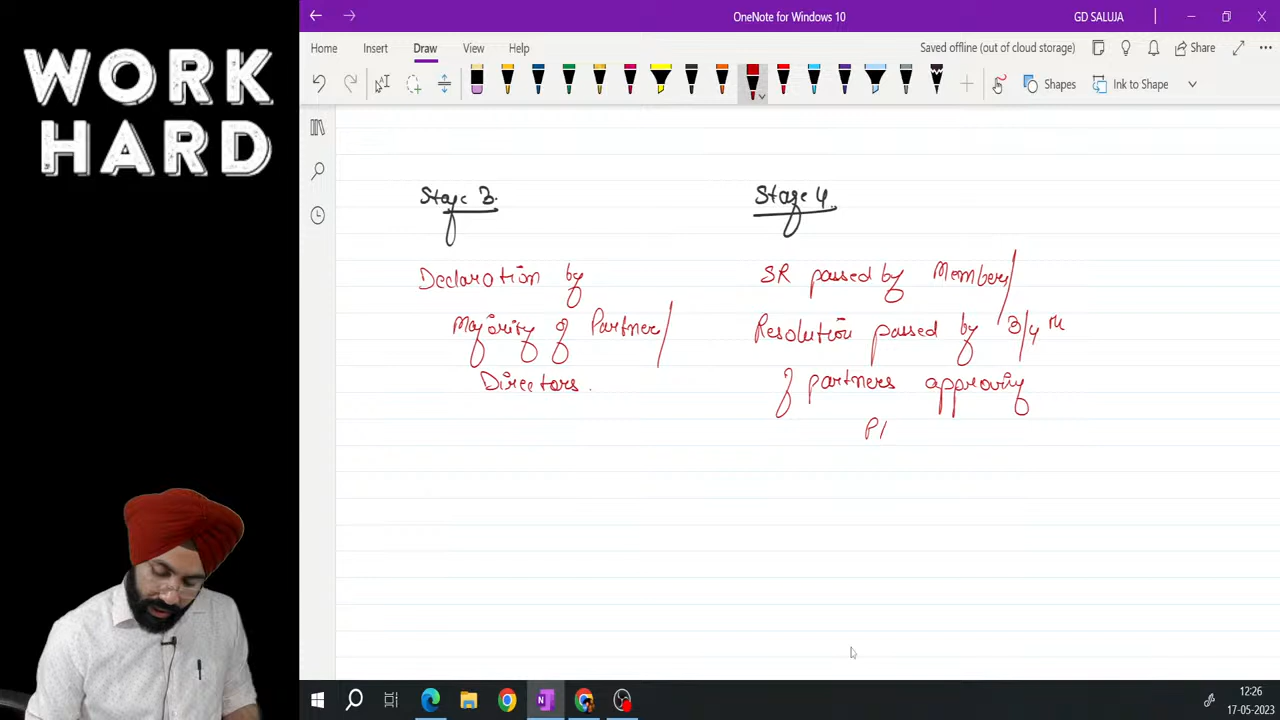 WORK
HARD
OneNote for Windows 10
GD SALUJA
Home Insert Draw View Help
Saved offline (out of cloud storage)
Share
Shapes
Ink to Shape
Stage 3.
Declaration by
Majority of Partner/
Directors.
Stage 4.
SR passed by Members/
Resolution passed by 3/4 th
of partners approving
P/
12:26
17-05-2023